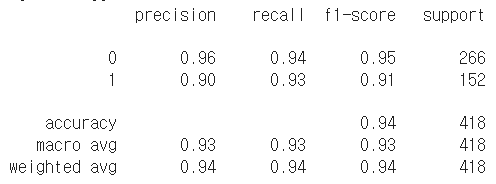 precision recall f1-score support
0 0.96 0.94 0.95 266
1 0.90 0.93 0.91 152
accuracy 0.94 418
macro avg 0.93 0.93 0.93 418
weighted avg 0.94 0.94 0.94 418